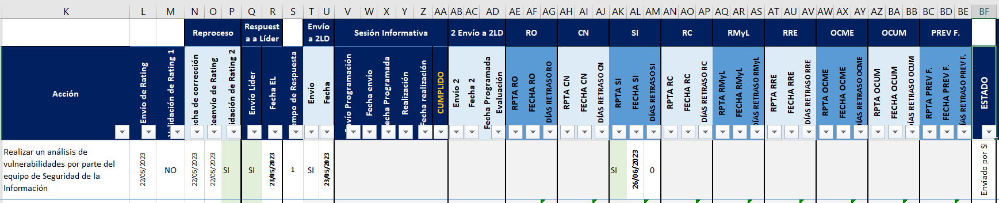 K L M N O P Q R S T U V W X Y Z AA AB AC AD AE AF AG AH AI AJ AK AL AM AN AO AP AQ AR AS AT AU AV AW AX AY AZ BA BB BC BD BE BF
Reproceso
Respuest
a a Líder
Envío
a 2LD
Sesión Informativa
2 Envío a 2LD
RO
CN
SI
RC
RMyL
RRE
OCME
OCUM
PREV F.
Acción
Envío de Rating
Validación de Rating 1
echa de corrección
Reenvío de Rating
lidación de Rating 2
Envío Líder
Fecha EL
empo de Respuesta
Envío
Fecha
nvío Programación
Fecha envío
echa Programada
Realización
Fecha realización
CUMPLIDO
Envío 2
Fecha 2
Fecha Programada
Evaluación
RPTA RO
FECHA RO
DÍAS RETRASO RO
RPTA CN
FECHA CN
DÍAS RETRASO CN
RPTA SI
FECHA SI
DÍAS RETRASO SI
RPTA RC
FECHA RC
DÍAS RETRASO RC
RPTA RMyL
FECHA RMyL
DÍAS RETRASO RMyL
RPTA RRE
FECHA RRE
DÍAS RETRASO RRE
RPTA OCME
FECHA OCME
DÍAS RETRASO OCME
RPTA OCUM
FECHA OCUM
DÍAS RETRASO OCUM
RPTA PREV F.
FECHA PREV F.
ÍAS RETRASO PREV F.
ESTADO
Realizar un análisis de
vulnerabilidades por parte del
equipo de Seguridad de la
Información
22/05/2023
NO
22/05/2023
22/05/2023
SI
SI
23/05/2023
1
SI
23/05/2023
SI
26/06/2023
0
Enviado por SI